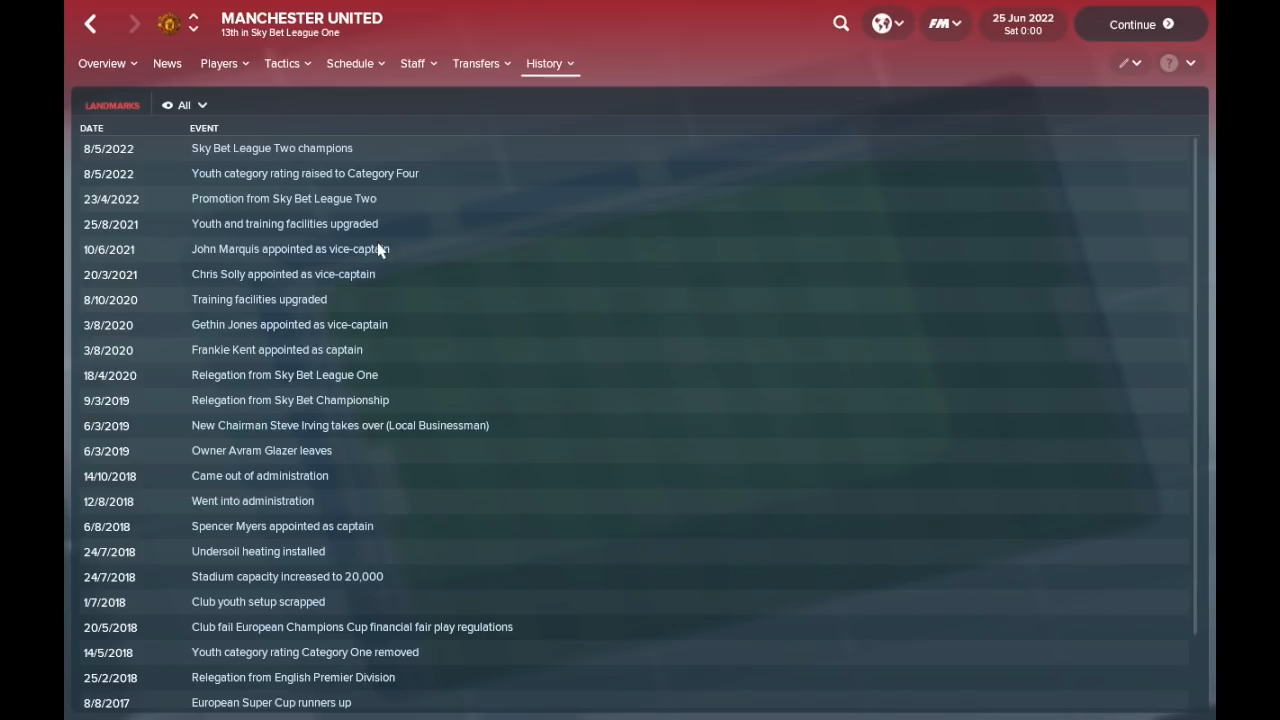 MANCHESTER UNITED
13th in Sky Bet League One
FM
25 Jun 2022
Sat 0:00
Continue
Overview News Players Tactics Schedule Staff Transfers History
?
LANDMARKS All
DATE EVENT
8/5/2022 Sky Bet League Two champions
8/5/2022 Youth category rating raised to Category Four
23/4/2022 Promotion from Sky Bet League Two
25/8/2021 Youth and training facilities upgraded
10/6/2021 John Marquis appointed as vice-captain
20/3/2021 Chris Solly appointed as vice-captain
8/10/2020 Training facilities upgraded
3/8/2020 Gethin Jones appointed as vice-captain
3/8/2020 Frankie Kent appointed as captain
18/4/2020 Relegation from Sky Bet League One
9/3/2019 Relegation from Sky Bet Championship
6/3/2019 New Chairman Steve Irving takes over (Local Businessman)
6/3/2019 Owner Avram Glazer leaves
14/10/2018 Came out of administration
12/8/2018 Went into administration
6/8/2018 Spencer Myers appointed as captain
24/7/2018 Undersoil heating installed
24/7/2018 Stadium capacity increased to 20,000
1/7/2018 Club youth setup scrapped
20/5/2018 Club fail European Champions Cup financial fair play regulations
14/5/2018 Youth category rating Category One removed
25/2/2018 Relegation from English Premier Division
8/8/2017 European Super Cup runners up